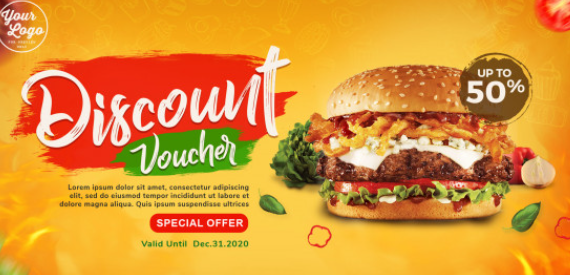 Your
Logo
Discount
Voucher
UP TO
50%
Lorem ipsum dolor sit amet, consectetur adipiscing
elit, sed do eiusmod tempor incididunt ut labore et
dolore magna aliqua. Quis ipsum suspendisse ultrices
SPECIAL OFFER
Valid Until Dec.31.2020